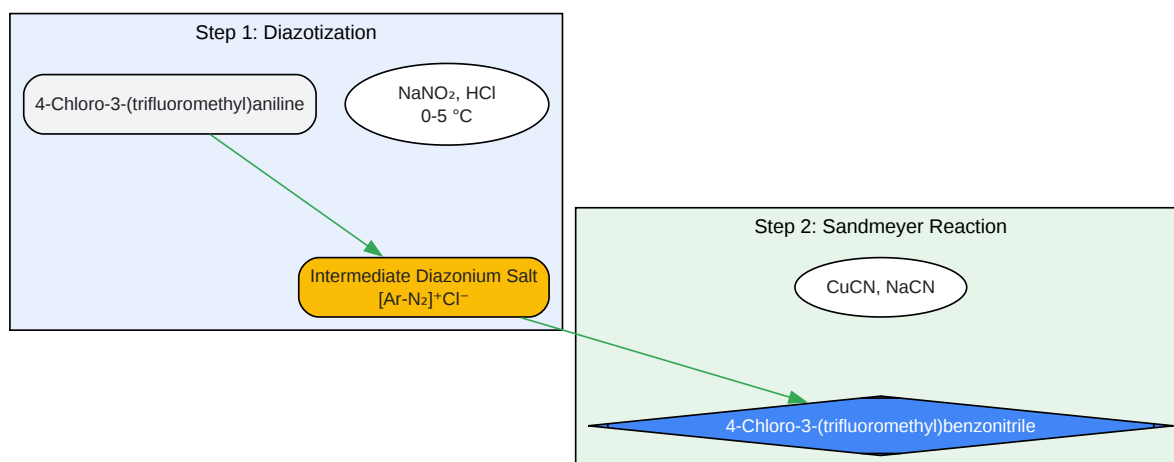 Step 1: Diazotization
4-Chloro-3-(trifluoromethyl)aniline
NaNO₂, HCl
0-5 °C
Intermediate Diazonium Salt
[Ar-N₂]⁺Cl⁻
Step 2: Sandmeyer Reaction
CuCN, NaCN
4-Chloro-3-(trifluoromethyl)benzonitrile